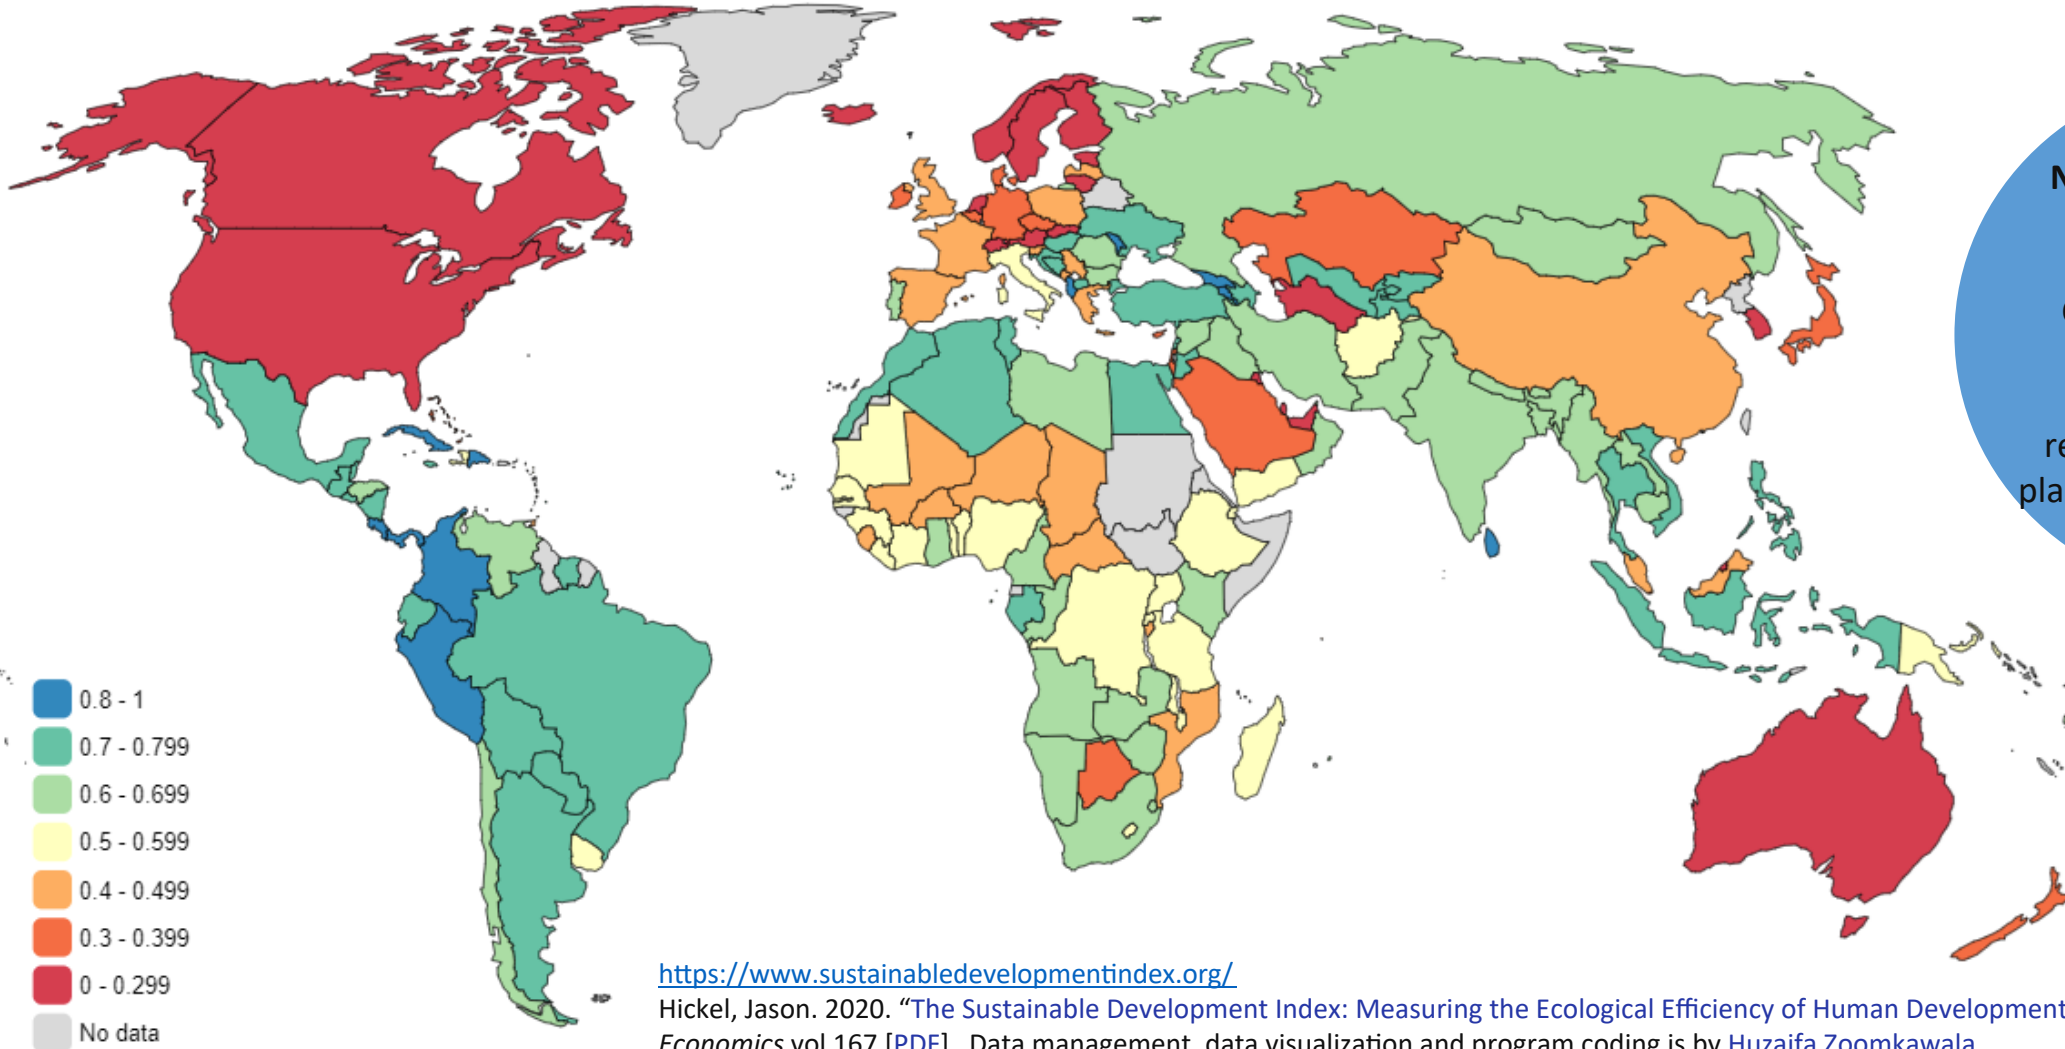 N
re
pla
0.8 - 1
0.7 - 0.799
0.6 - 0.699
0.5 - 0.599
0.4 - 0.499
0.3 - 0.399
0 - 0.299
No data
https://www.sustainabledevelopmentindex.org/
Hickel, Jason. 2020. “The Sustainable Development Index: Measuring the Ecological Efficiency of Human Development
Economics vol 167 [PDF]. Data management, data visualization and program coding is by Huzaifa Zoomkawala